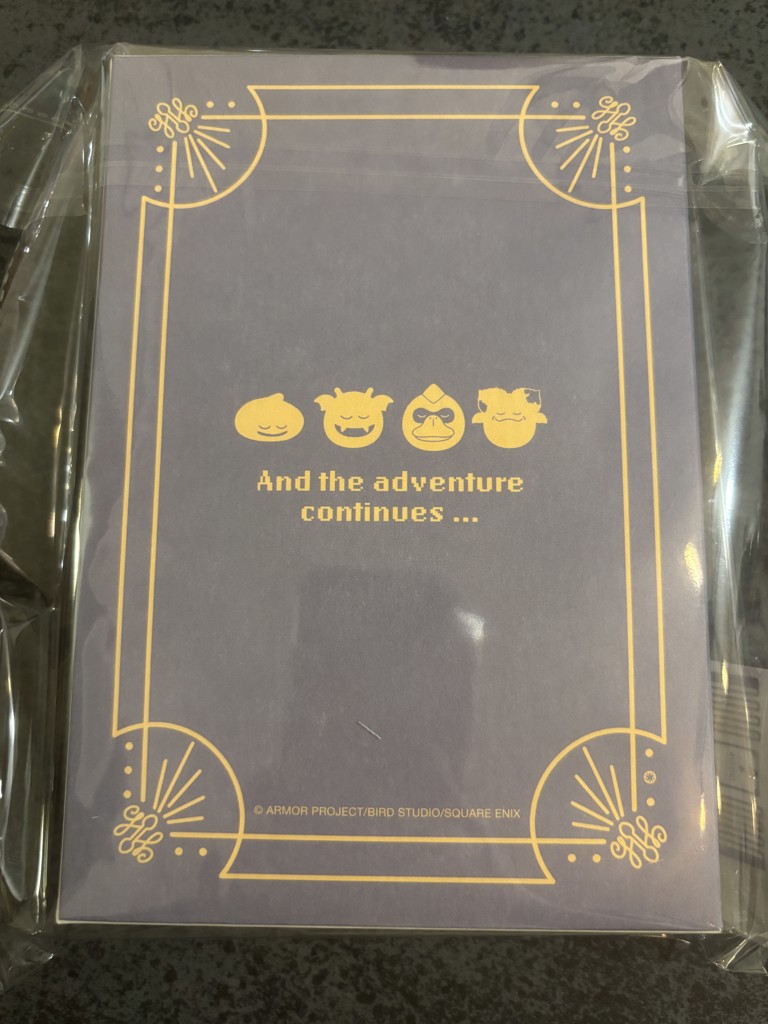 And the adventure
continues ...
© ARMOR PROJECT/BIRD STUDIO/SQUARE ENIX